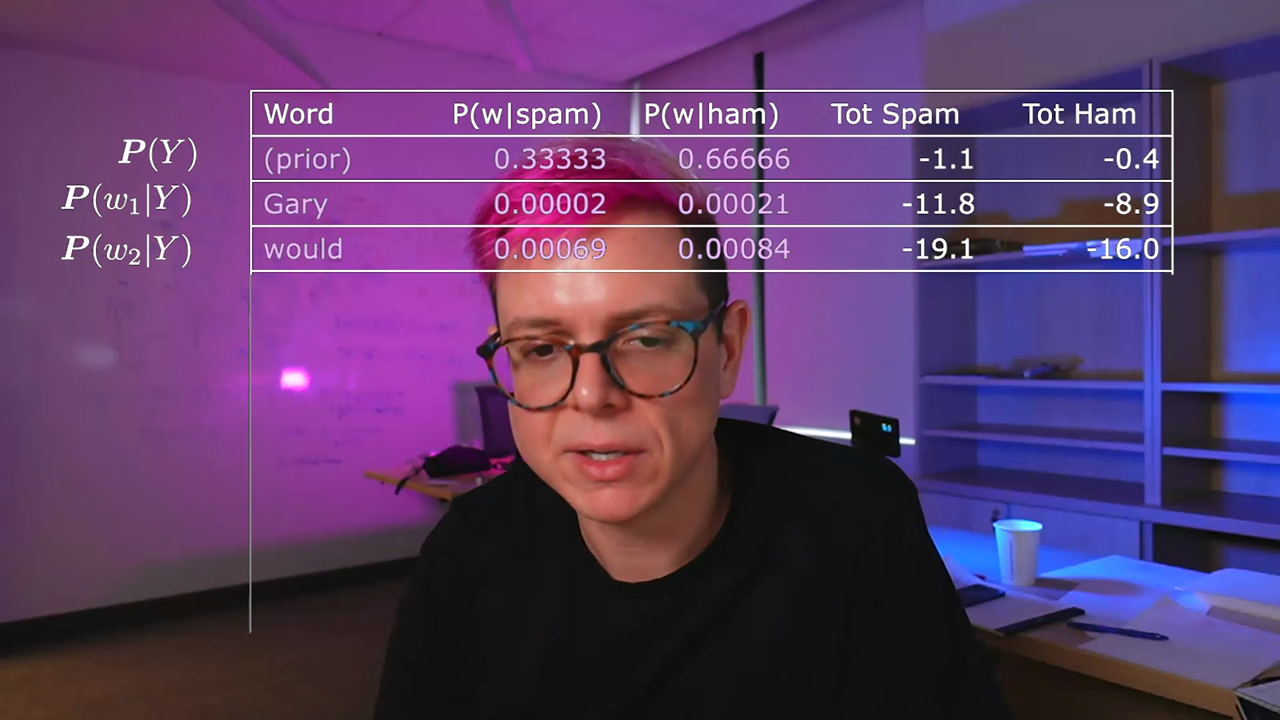 Word P(w|spam) P(w|ham) Tot Spam Tot Ham
P(Y) (prior) 0.33333 0.66666 -1.1 -0.4
P(w₁|Y) Gary 0.00002 0.00021 -11.8 -8.9
P(w₂|Y) would 0.00069 0.00084 -19.1 -16.0